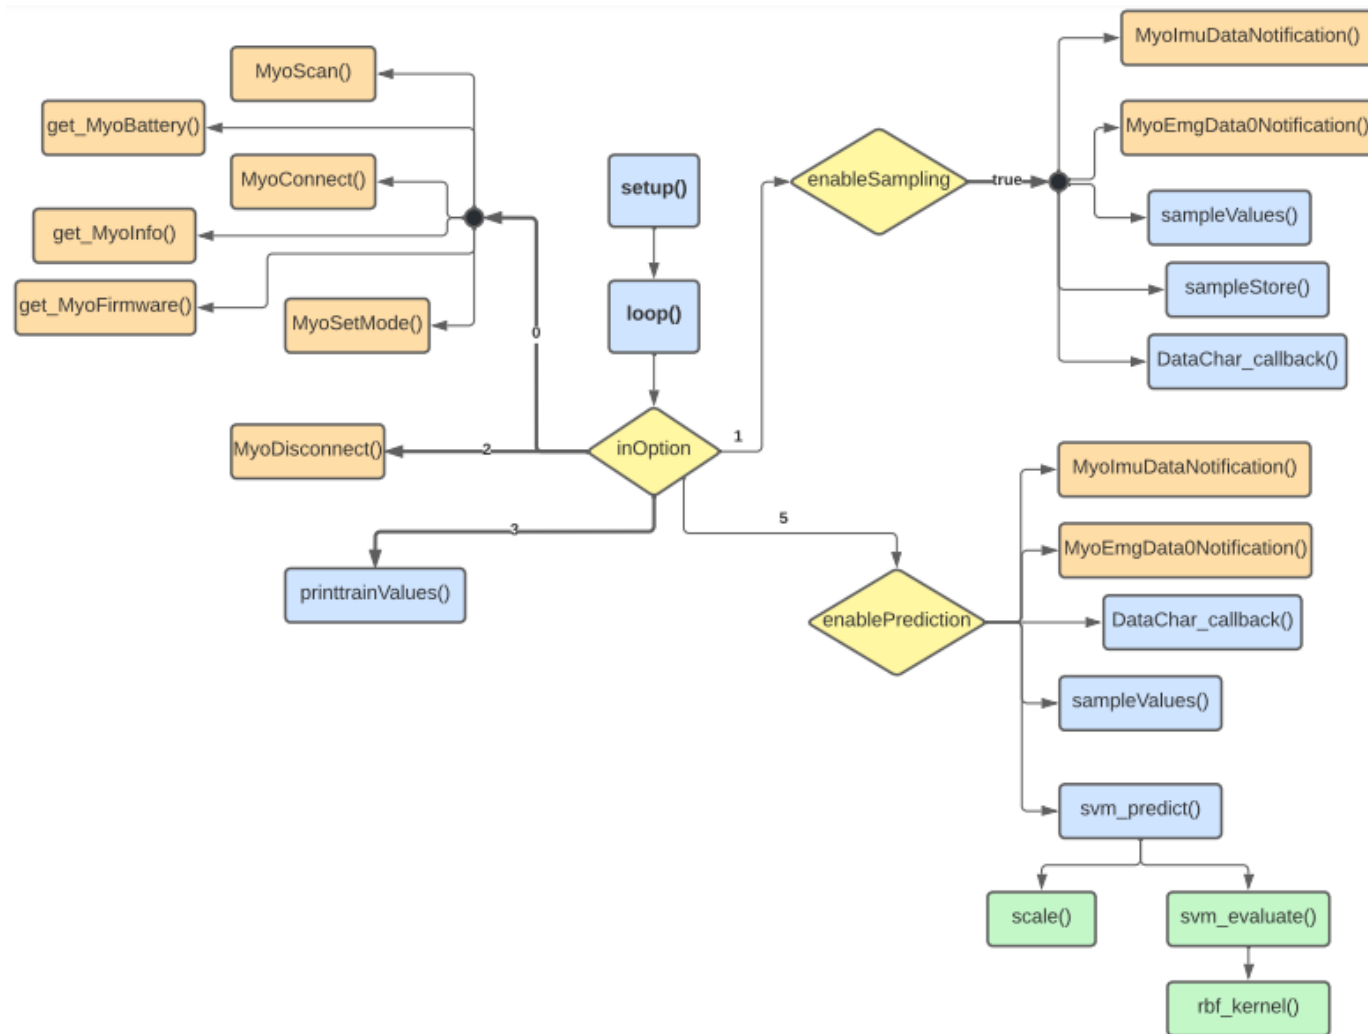 MyoImuDataNotification()
MyoScan()
get_MyoBattery()
MyoEmgData0Notification()
MyoConnect()
setup()
enableSampling
true
sampleValues()
get_MyoInfo()
get_MyoFirmware()
MyoSetMode()
0
loop()
sampleStore()
DataChar_callback()
MyoDisconnect()
2
inOption
1
MyoImuDataNotification()
3
5
MyoEmgData0Notification()
printtrainValues()
enablePrediction
DataChar_callback()
sampleValues()
svm_predict()
scale()
svm_evaluate()
rbf_kernel()